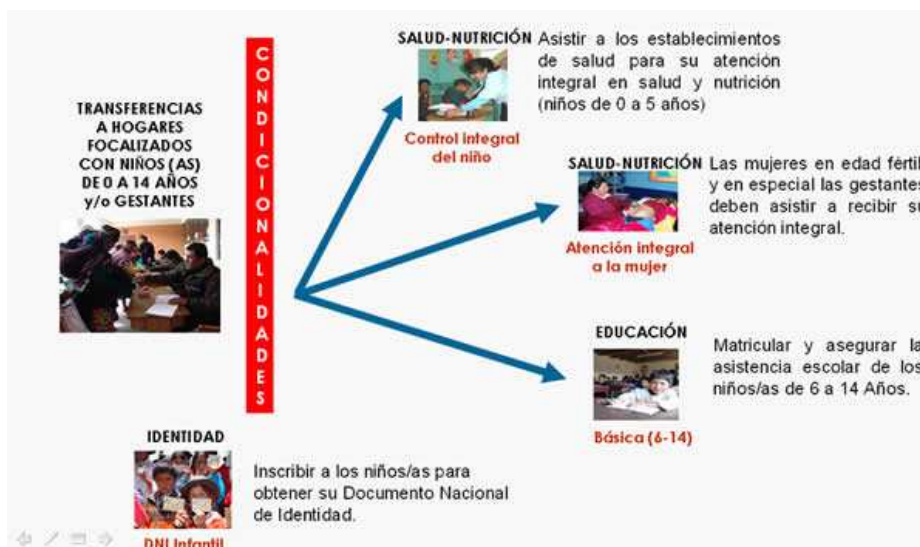 TRANSFERENCIAS
A HOGARES
FOCALIZADOS
CON NIÑOS (AS)
DE 0 A 14 AÑOS
y/o GESTANTES
CONDICIONALIDADES
SALUD-NUTRICIÓN
Control integral
del niño
Asistir a los establecimientos
de salud para su atención
integral en salud y nutrición
(niños de 0 a 5 años)
SALUD-NUTRICIÓN
Atención integral
a la mujer
Las mujeres en edad fértil
y en especial las gestantes
deben asistir a recibir su
atención integral.
EDUCACIÓN
Básica (6-14)
Matricular y asegurar la
asistencia escolar de los
niños/as de 6 a 14 Años.
IDENTIDAD
DNI Infantil
Inscribir a los niños/as para
obtener su Documento Nacional
de Identidad.